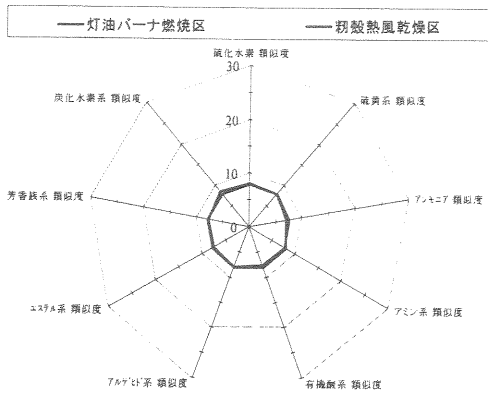 灯油バーナ燃焼区 籾殻熱風乾燥区
硫化水素 類似度
30
炭化水素系 類似度 硫黄系 類似度
20
芳香族系 類似度 10 アンモニア 類似度
0
エステル系 類似度 アミン系 類似度
アルデヒド系 類似度 有機酸系 類似度